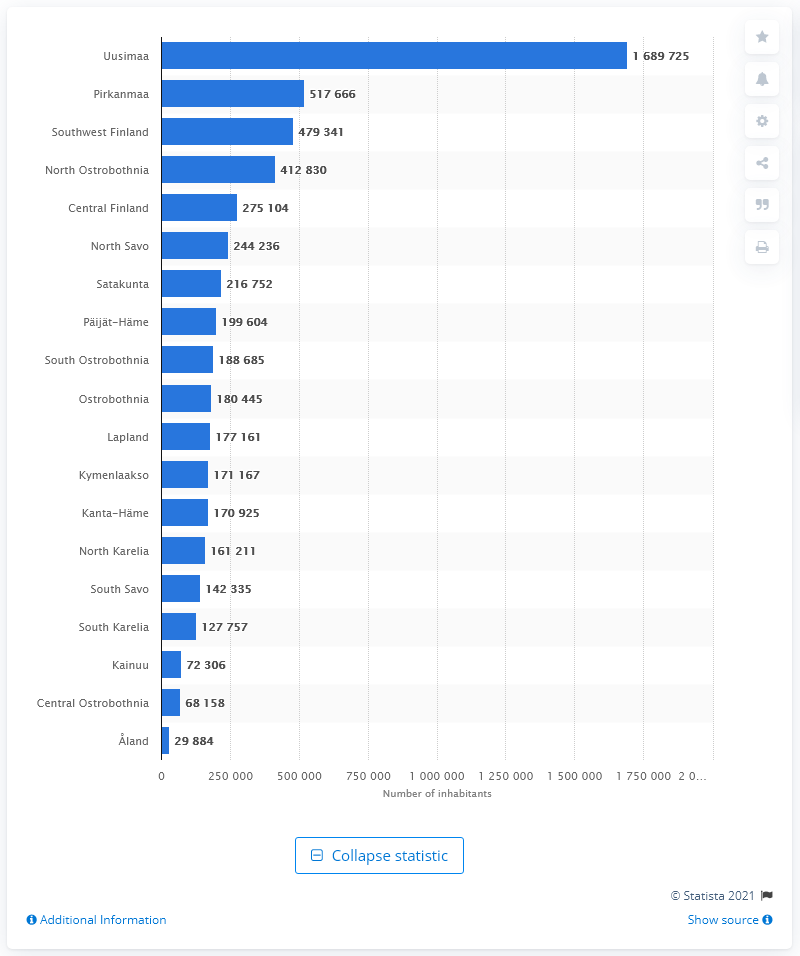 Uusimaa 1 689 725
Pirkanmaa 517 666
Southwest Finland 479 341
North Ostrobothnia 412 830
Central Finland 275 104
North Savo 244 236
Satakunta 216 752
Päijät-Häme 199 604
South Ostrobothnia 188 685
Ostrobothnia 180 445
Lapland 177 161
Kymenlaakso 171 167
Kanta-Häme 170 925
North Karelia 161 211
South Savo 142 335
South Karelia 127 757
Kainuu 72 306
Central Ostrobothnia 68 158
Åland 29 884
0 250 000 500 000 750 000 1 000 000 1 250 000 1 500 000 1 750 000 2 0…
Number of inhabitants
Collapse statistic
© Statista 2021
Additional Information Show source